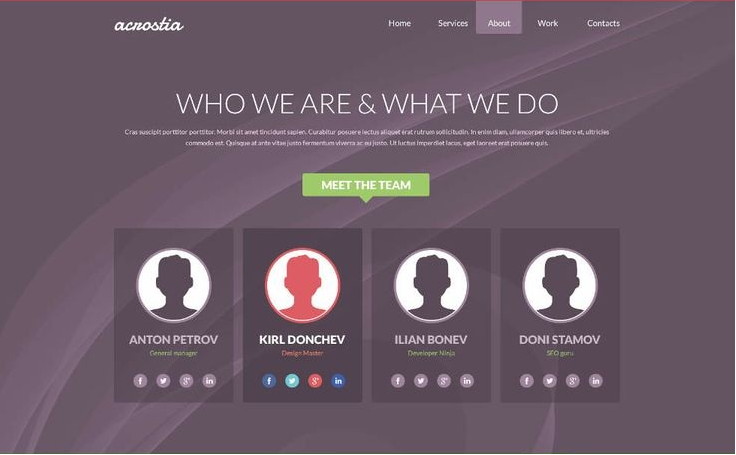 acrostia
Home Services About Work Contacts
WHO WE ARE & WHAT WE DO
Cras suscipit porttitor porttitor. Morbi sit amet tincidunt sapien. Curabitur posuere lectus aliquet erat rutrum sollicitudin. In enim diam, ullamcorper quis libero et, ultricies
commodo est. Quisque at ante vitae justo fermentum viverra ac eu justo. Ut luctus imperdiet lacus, eget laoreet erat posuere quis.
MEET THE TEAM
ANTON PETROV
General manager
f g+ in
KIRL DONCHEV
Design Master
f g+ in
ILIAN BONEV
Developer Ninja
f g+ in
DONI STAMOV
SEO guru
f g+ in